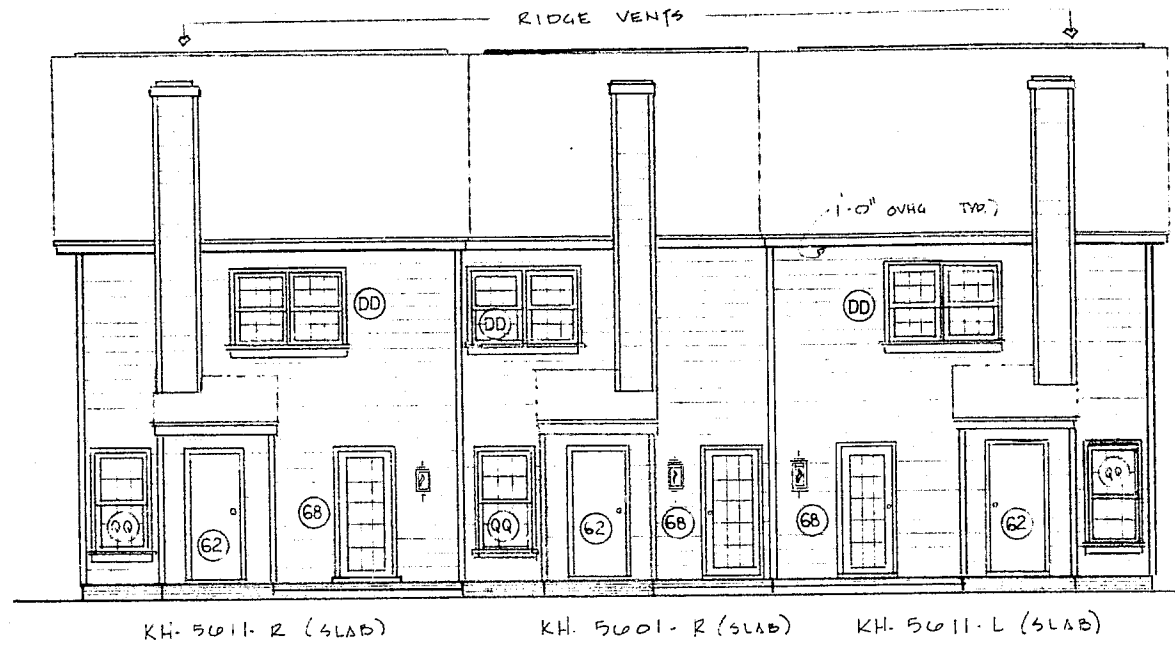 RIDGE VENTS
1'-0" OVHG TYP.)
DD
DD
DD
QQ
62
68
QQ
62
68
68
62
QQ
KH-5611-R (SLAB)
KH-5601-R (SLAB)
KH-5611-L (SLAB)